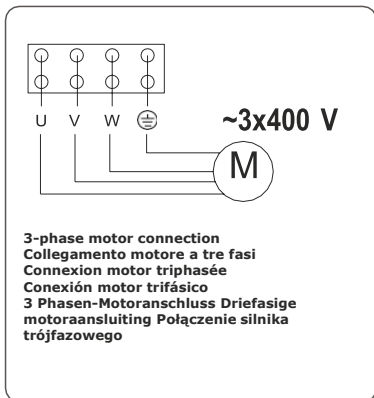 U V W
~3x400 V
M
3-phase motor connection
Collegamento motore a tre fasi
Connexion motor triphasée
Conexión motor trifásico
3 Phasen-Motoranschluss Driefasige
motoraansluiting Połączenie silnika
trójfazowego